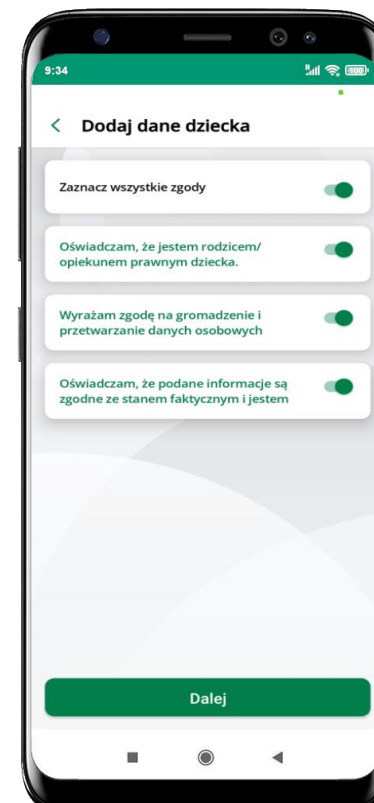 9:34
100
Dodaj dane dziecka
Zaznacz wszystkie zgody
Oświadczam, że jestem rodzicem/
opiekunem prawnym dziecka.
Wyrażam zgodę na gromadzenie i
przetwarzanie danych osobowych
Oświadczam, że podane informacje są
zgodne ze stanem faktycznym i jestem
Dalej